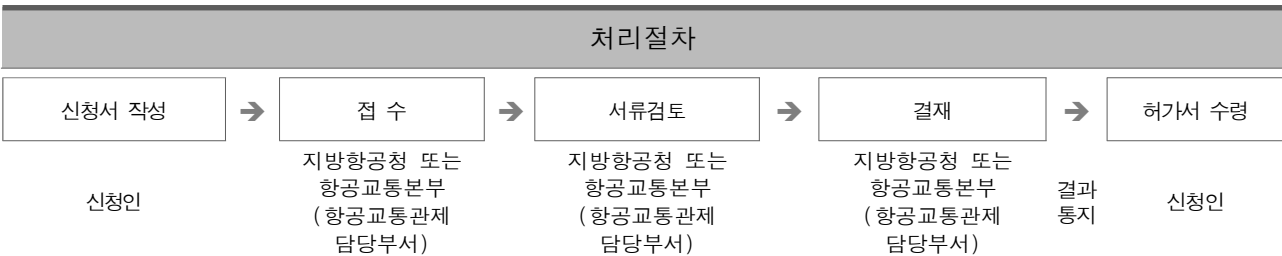 처리절차
신청서 작성 ➔ 접 수 ➔ 서류검토 ➔ 결재 ➔ 허가서 수령
신청인
지방항공청 또는
항공교통본부
(항공교통관제
담당부서)
지방항공청 또는
항공교통본부
(항공교통관제
담당부서)
지방항공청 또는
항공교통본부
(항공교통관제
담당부서)
결과
통지
신청인